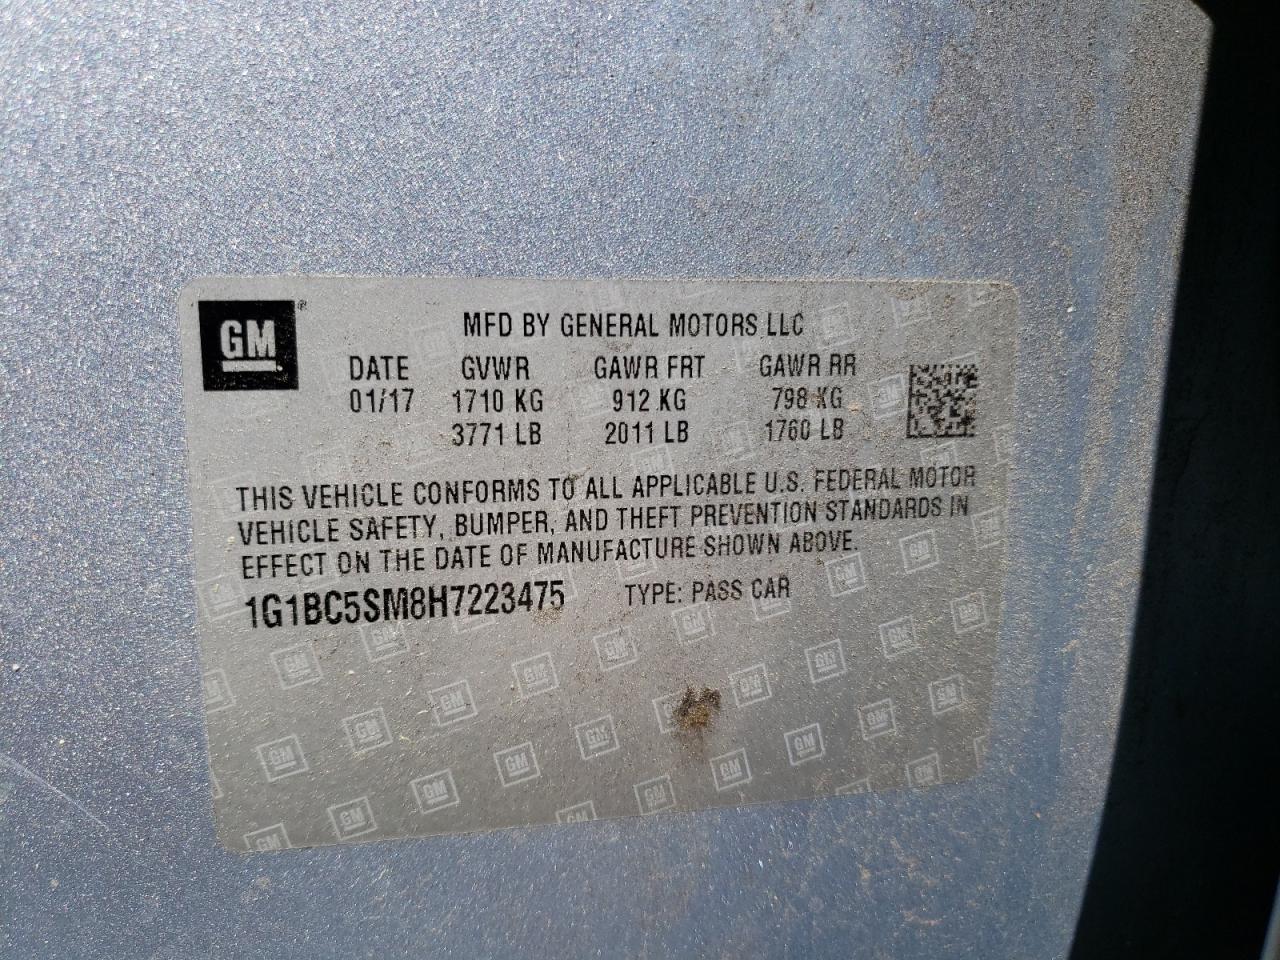 GM ®
MFD BY GENERAL MOTORS LLC
DATE GVWR GAWR FRT GAWR RR
01/17 1710 KG 912 KG 798 KG
3771 LB 2011 LB 1760 LB
THIS VEHICLE CONFORMS TO ALL APPLICABLE U.S. FEDERAL MOTOR
VEHICLE SAFETY, BUMPER, AND THEFT PREVENTION STANDARDS IN
EFFECT ON THE DATE OF MANUFACTURE SHOWN ABOVE.
1G1BC5SM8H7223475 TYPE: PASS CAR